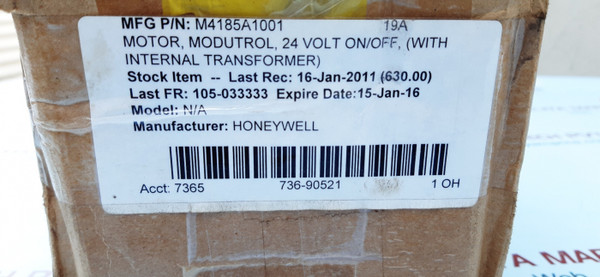 MFG P/N: M4185A1001 19A
MOTOR, MODUTROL, 24 VOLT ON/OFF, (WITH
INTERNAL TRANSFORMER)
Stock Item -- Last Rec: 16-Jan-2011 (630.00)
Last FR: 105-033333 Expire Date:15-Jan-16
Model: N/A
Manufacturer: HONEYWELL
Acct: 7365 736-90521 1 OH